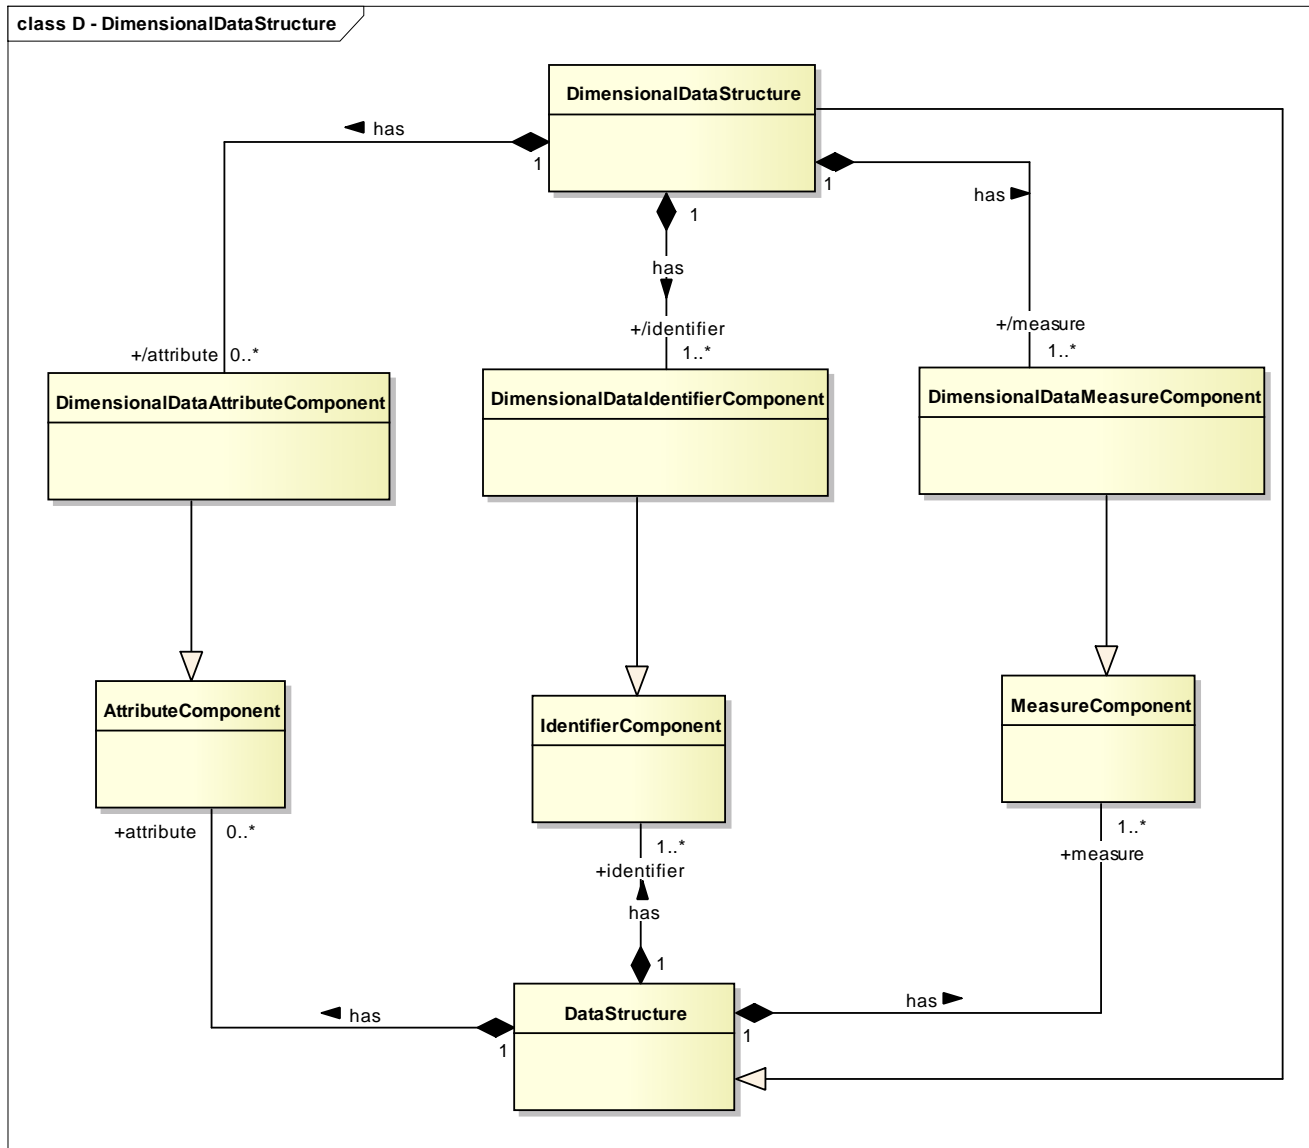 class D - DimensionalDataStructure
DimensionalDataStructure
has
1
1
has
1
has
+/attribute 0..*
+/identifier
1..*
+/measure
1..*
DimensionalDataAttributeComponent
DimensionalDataIdentifierComponent
DimensionalDataMeasureComponent
AttributeComponent
IdentifierComponent
MeasureComponent
+attribute 0..*
1..*
+identifier
1..*
+measure
has
1
DataStructure
has
1
has
1